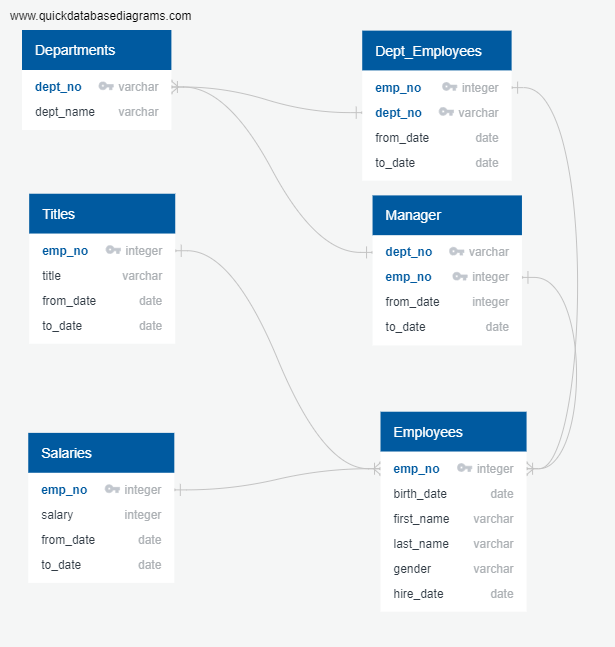 www.quickdatabasediagrams.com
Departments
dept_no varchar
dept_name varchar
Dept_Employees
emp_no integer
dept_no varchar
from_date date
to_date date
Titles
emp_no integer
title varchar
from_date date
to_date date
Manager
dept_no varchar
emp_no integer
from_date integer
to_date date
Salaries
emp_no integer
salary integer
from_date date
to_date date
Employees
emp_no integer
birth_date date
first_name varchar
last_name varchar
gender varchar
hire_date date